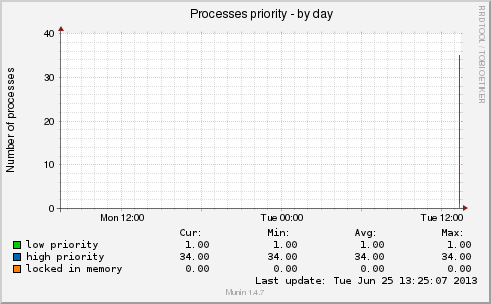 Processes priority - by day
RRDTOOL / TOBI OETIKER
Number of processes
40
30
20
10
0
Mon 12:00 Tue 00:00 Tue 12:00
Cur: Min: Avg: Max:
low priority 1.00 1.00 1.00 1.00
high priority 34.00 34.00 34.00 34.00
locked in memory 0.00 0.00 0.00 0.00
Last update: Tue Jun 25 13:25:07 2013
Munin 1.4.7